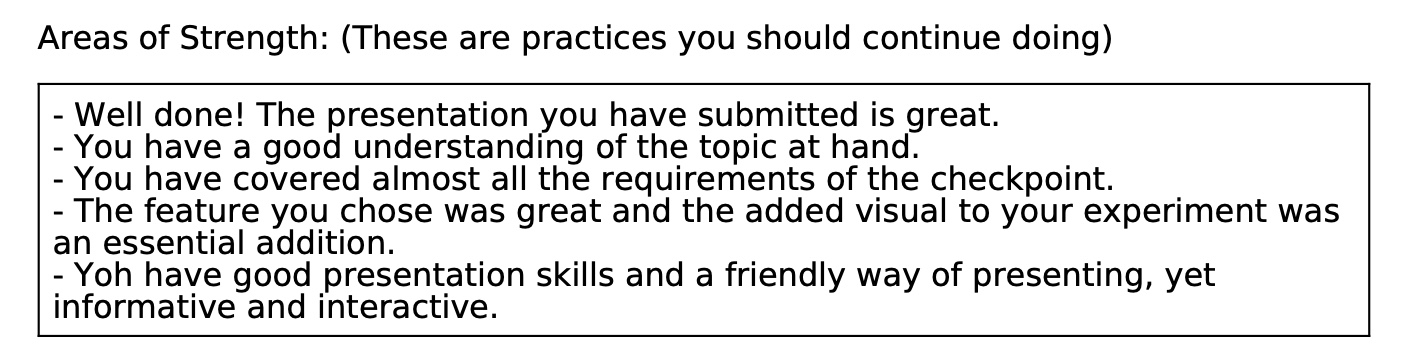 Areas of Strength: (These are practices you should continue doing)
- Well done! The presentation you have submitted is great.
- You have a good understanding of the topic at hand.
- You have covered almost all the requirements of the checkpoint.
- The feature you chose was great and the added visual to your experiment was
an essential addition.
- Yoh have good presentation skills and a friendly way of presenting, yet
informative and interactive.